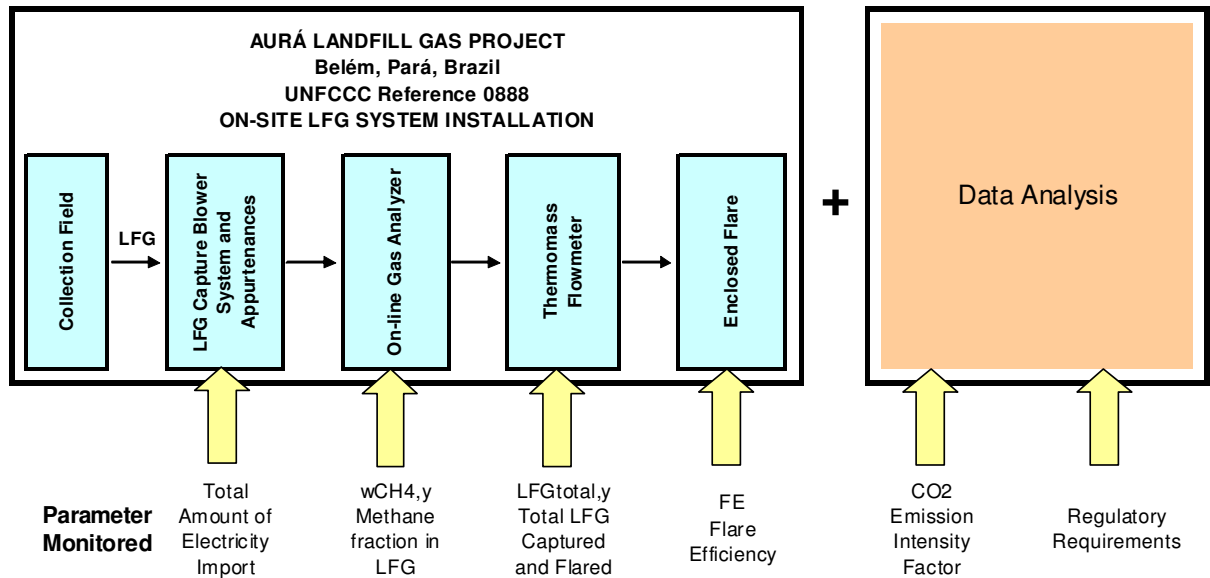 AURÁ LANDFILL GAS PROJECT
Belém, Pará, Brazil
UNFCCC Reference 0888
ON-SITE LFG SYSTEM INSTALLATION
Collection Field
LFG
LFG Capture Blower
System and
Appurtenances
On-line Gas Analyzer
Thermomass
Flowmeter
Enclosed Flare
+
Data Analysis
Parameter
Monitored
Total
Amount of
Electricity
Import
wCH4,y
Methane
fraction in
LFG
LFGtotal,y
Total LFG
Captured
and Flared
FE
Flare
Efficiency
CO2
Emission
Intensity
Factor
Regulatory
Requirements